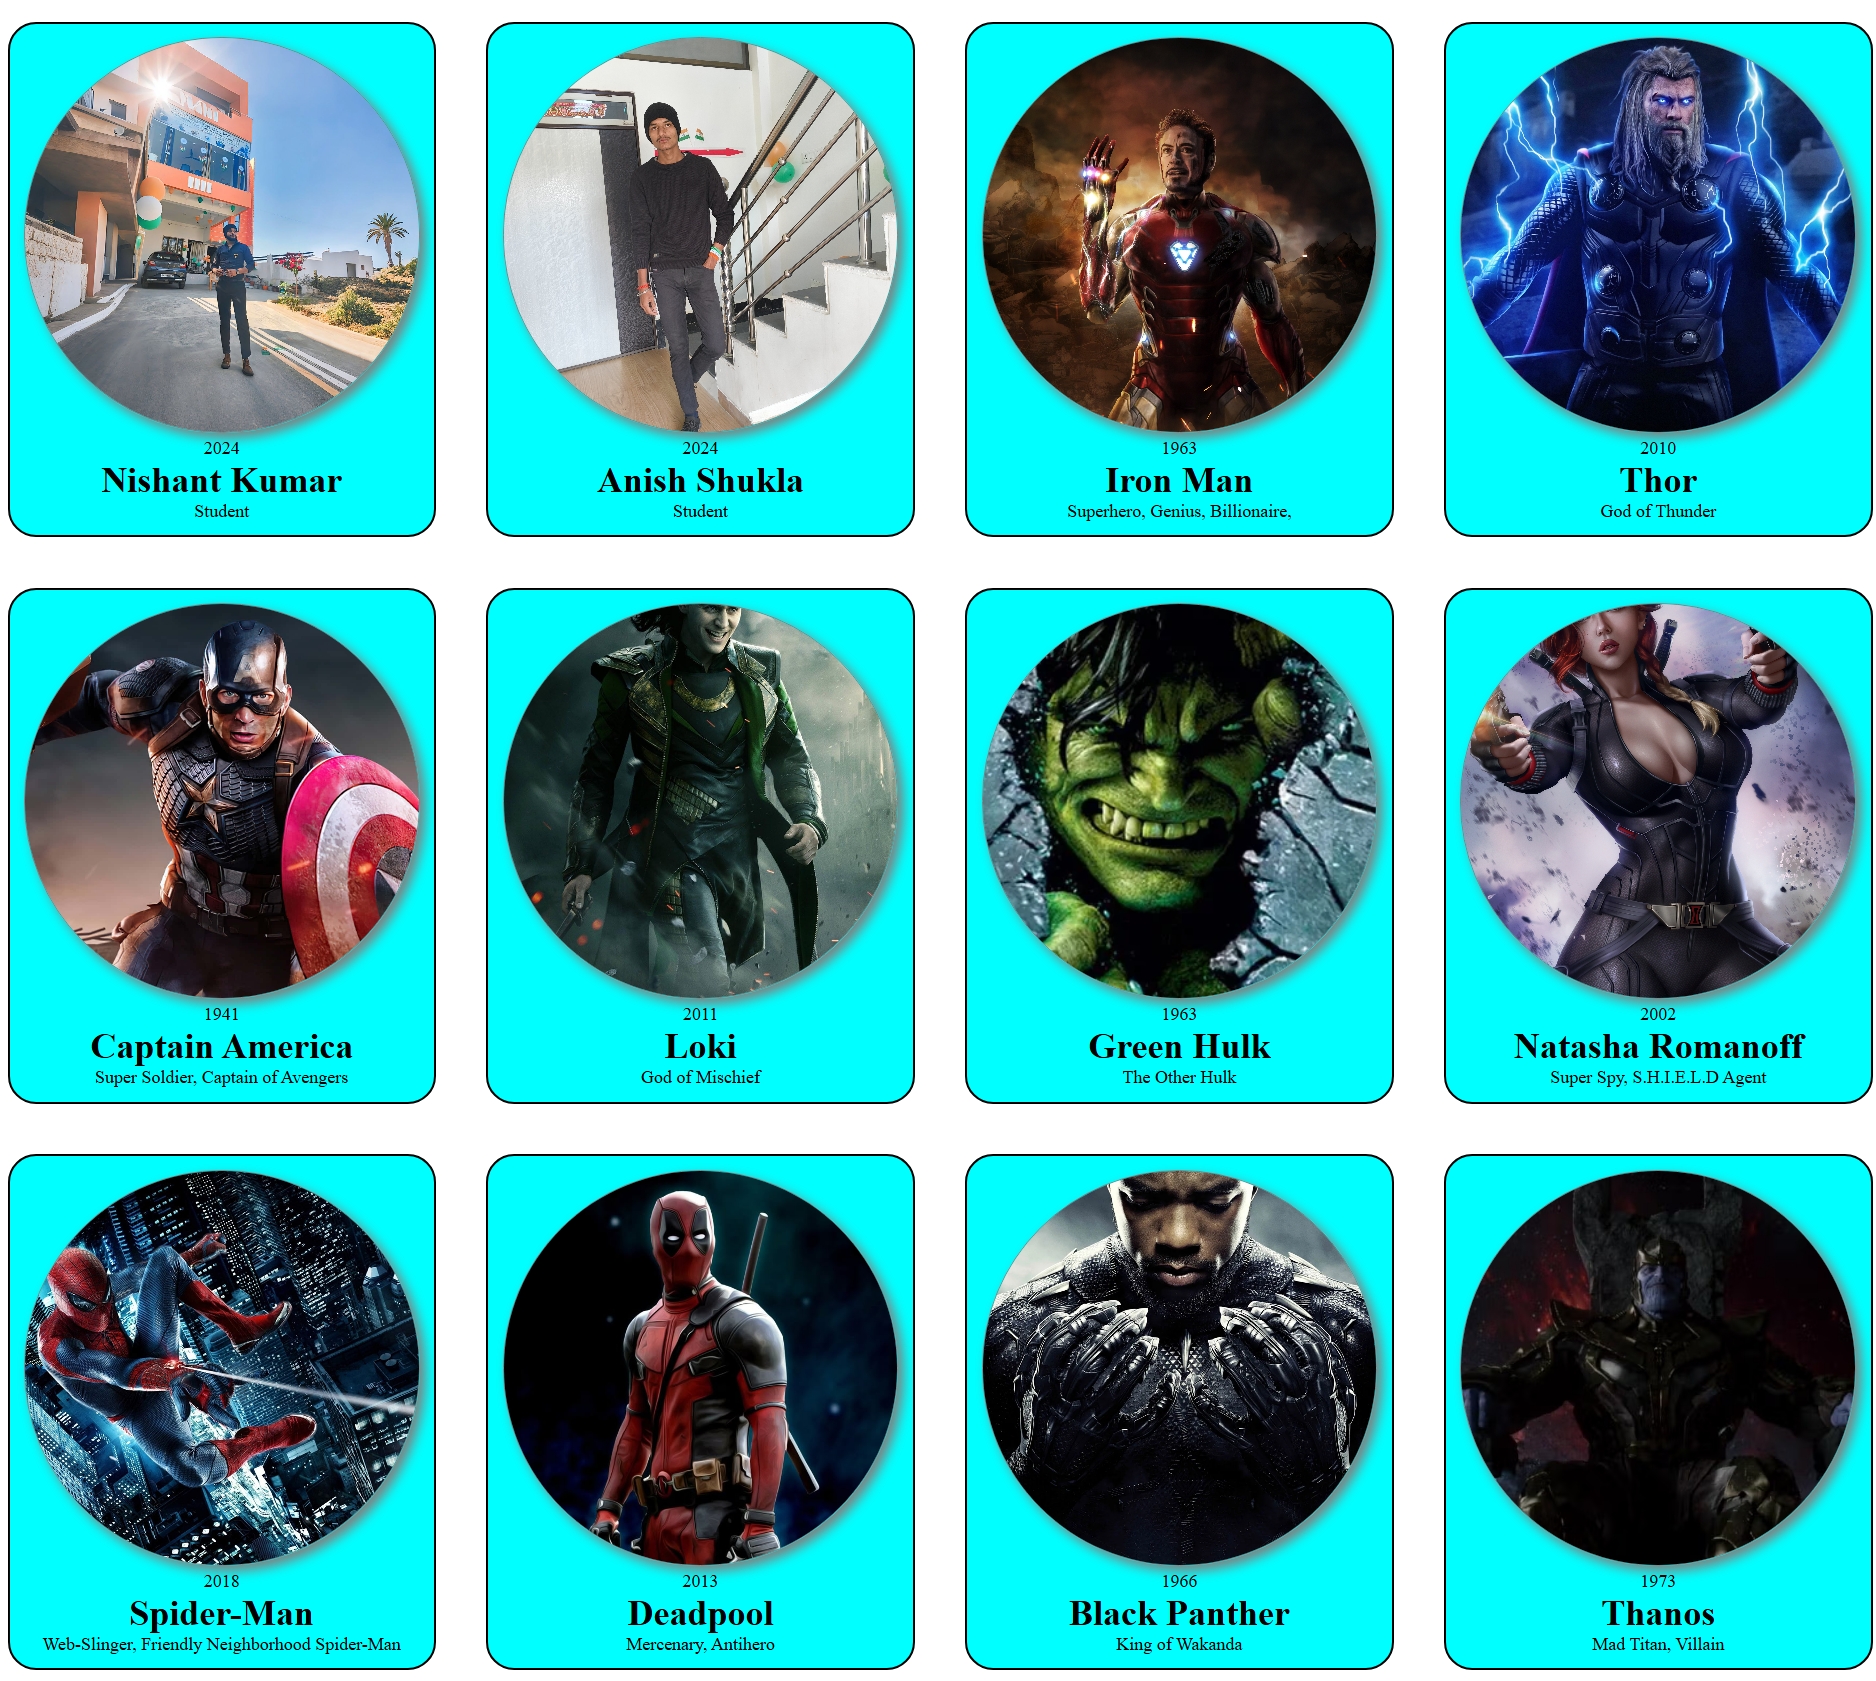 2024
Nishant Kumar
Student
2024
Anish Shukla
Student
1963
Iron Man
Superhero, Genius, Billionaire,
2010
Thor
God of Thunder
1941
Captain America
Super Soldier, Captain of Avengers
2011
Loki
God of Mischief
1963
Green Hulk
The Other Hulk
2002
Natasha Romanoff
Super Spy, S.H.I.E.L.D Agent
2018
Spider-Man
Web-Slinger, Friendly Neighborhood Spider-Man
2013
Deadpool
Mercenary, Antihero
1966
Black Panther
King of Wakanda
1973
Thanos
Mad Titan, Villain